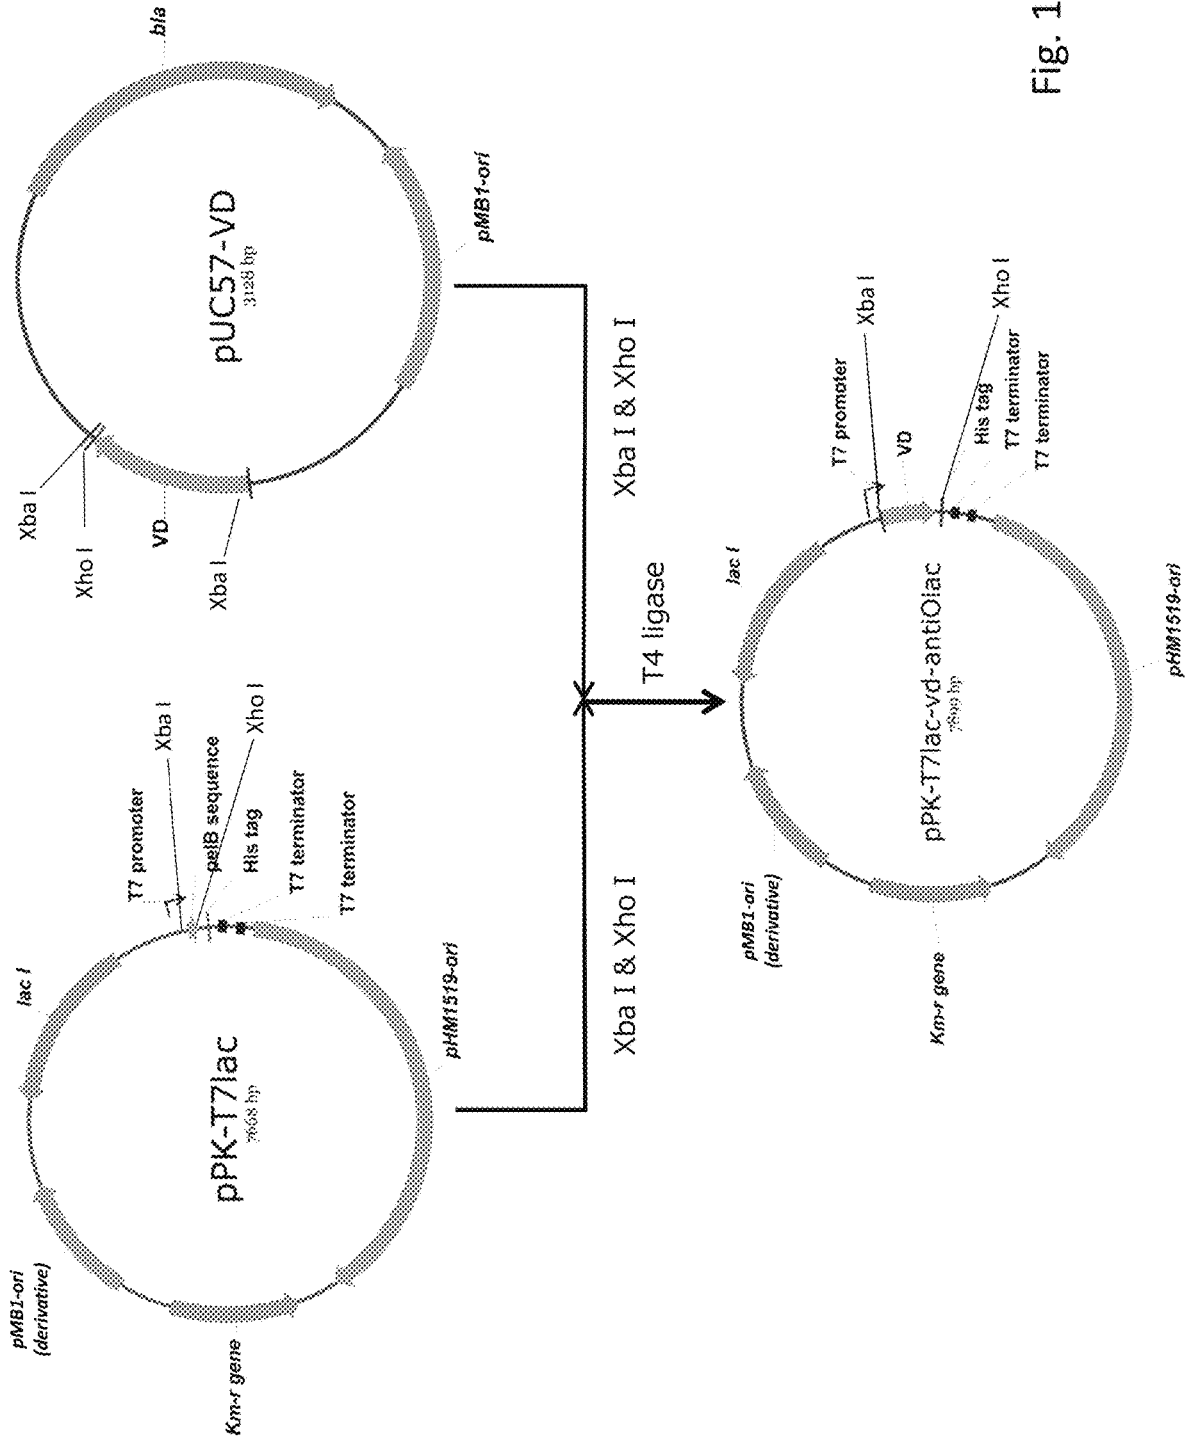 pMB1-ori
(derivative)
lac I
T7 promoter
Xba I
pelB sequence
Xho I
His tag
T7 terminator
T7 terminator
pHM1519-ori
Km-r gene
pPK-T7lac
7668 bp
Xba I
Xho I
VD
Xba I
bla
pMB1-ori
pUC57-VD
3128 bp
Xba I & Xho I
Xba I & Xho I
T4 ligase
pMB1-ori
(derivative)
lac I
T7 promoter
Xba I
VD
Xho I
His tag
T7 terminator
T7 terminator
pHM1519-ori
Km-r gene
pPK-T7lac-vd-antiOlac
Fig. 1